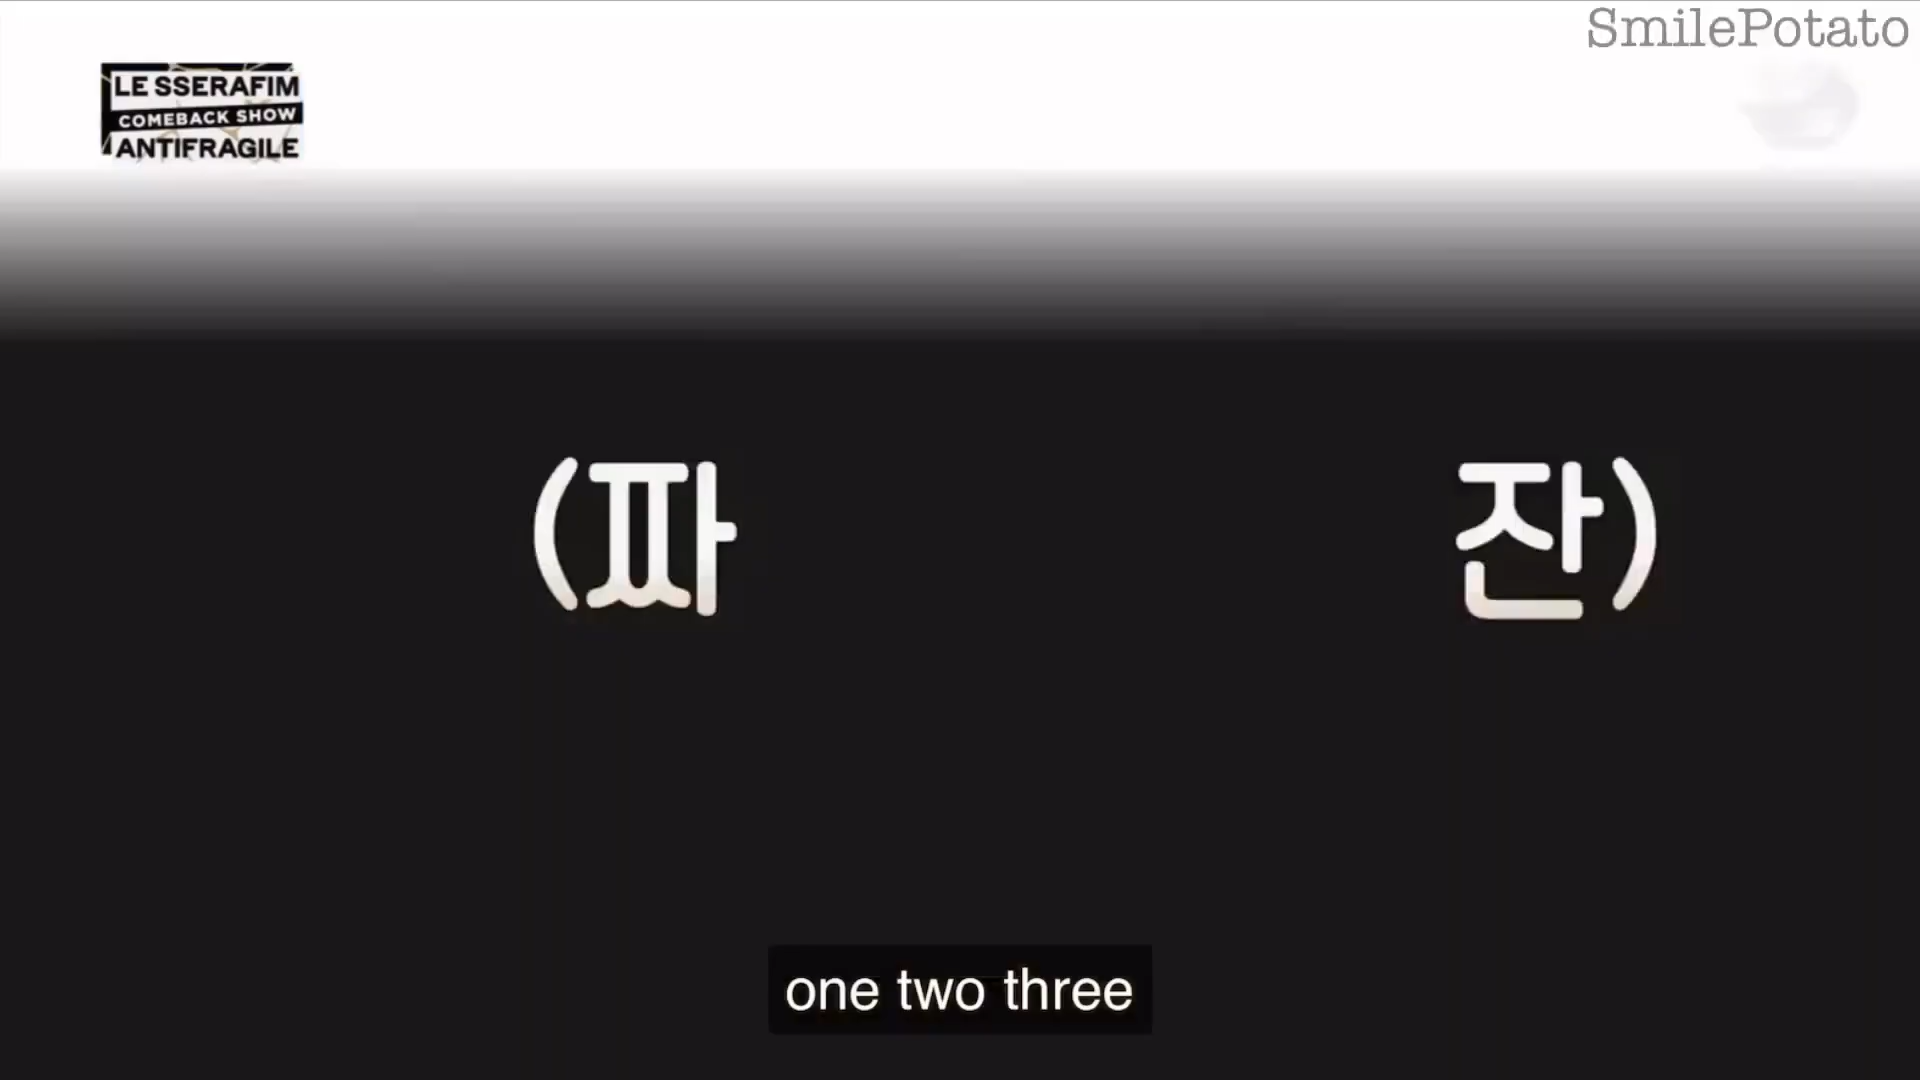 SmilePotato
LE SSERAFIM
COMEBACK SHOW
ANTIFRAGILE
(짜 잔)
one two three